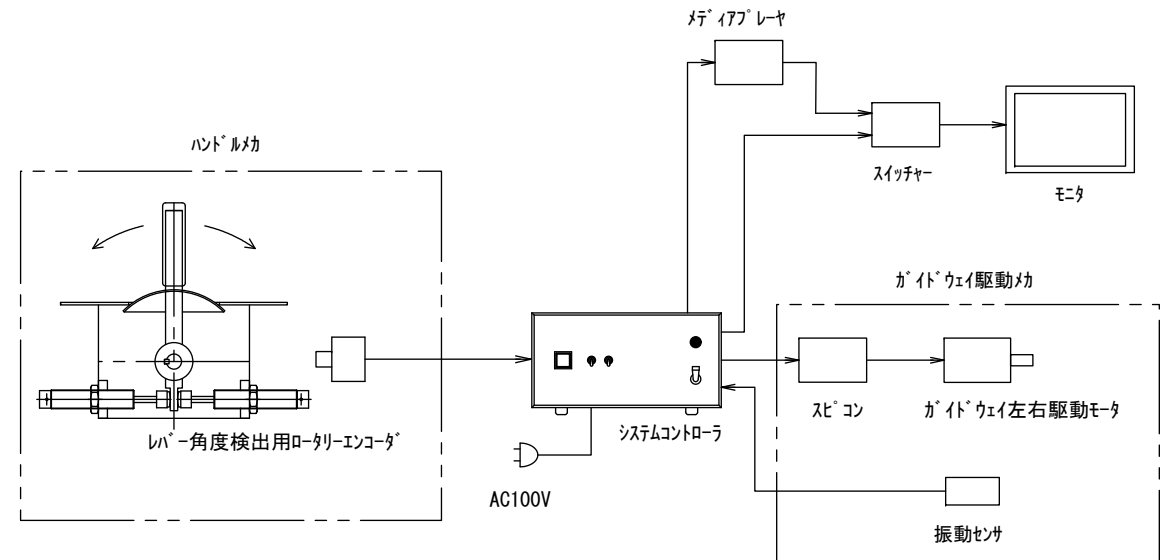 ﾒﾃﾞｨｱﾌﾟﾚｰﾔ
ﾊﾝﾄﾞﾙﾒｶ
ｽｲｯﾁｬｰ
ﾓﾆﾀ
ｶﾞｲﾄﾞｳｪｲ駆動ﾒｶ
ｽﾋﾟｺﾝ
ｶﾞｲﾄﾞｳｪｲ左右駆動ﾓｰﾀ
ｼｽﾃﾑｺﾝﾄﾛｰﾗ
ﾚﾊﾞｰ角度検出用ﾛｰﾀﾘｰｴﾝｺｰﾀﾞ
AC100V
振動ｾﾝｻ